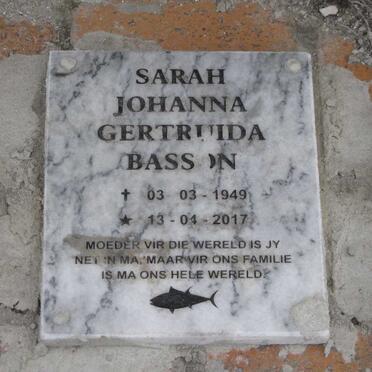 SARAH
JOHANNA
GERTRUIDA
BASSON
✝ 03 - 03 - 1949
★ 13 - 04 - 2017
MOEDER VIR DIE WERELD IS JY
NET 'N MA, MAAR VIR ONS FAMILIE
IS MA ONS HELE WERELD.